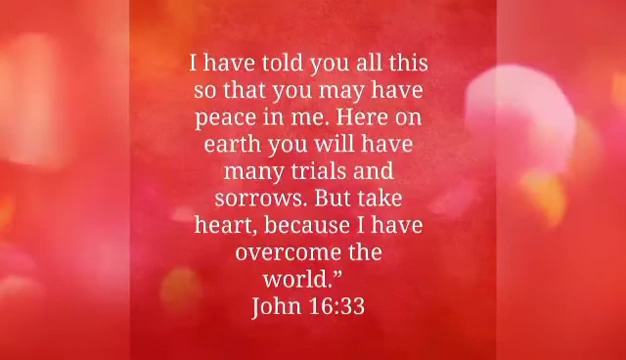 I have told you all this
so that you may have
peace in me. Here on
earth you will have
many trials and
sorrows. But take
heart, because I have
overcome the
world.”
John 16:33